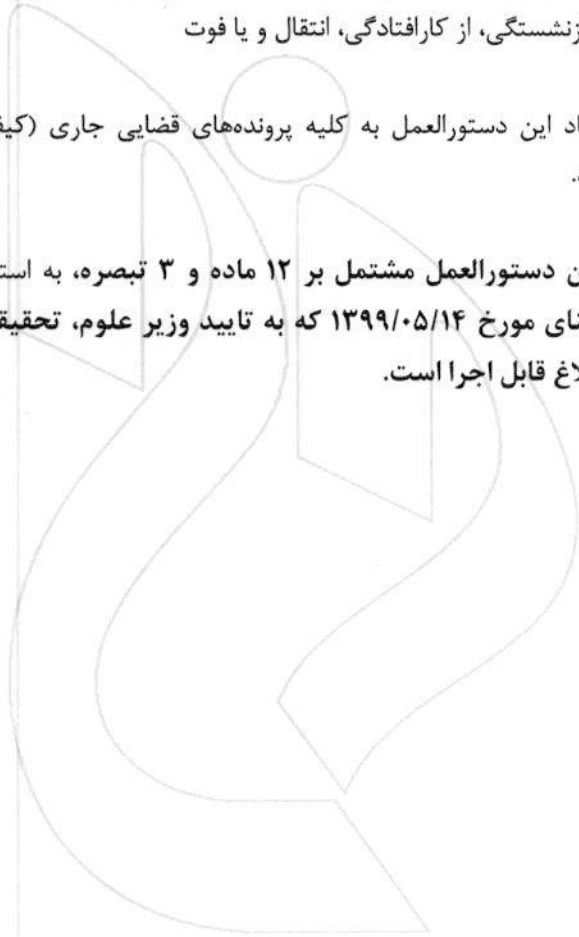 زنشستگی، از کارافتادگی، انتقال و یا فوت
اد این دستورالعمل به کلیه پرونده‌های قضایی جاری (کیف
ن دستورالعمل مشتمل بر ۱۲ ماده و ۳ تبصره، به است
نای مورخ ۱۳۹۹/۰۵/۱۴ که به تایید وزیر علوم، تحقیق
لاغ قابل اجرا است.